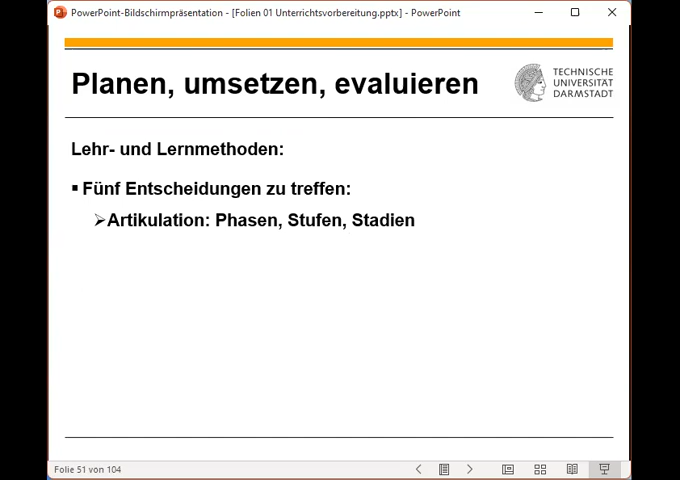 PowerPoint-Bildschirmpräsentation - [Folien 01 Unterrichtsvorbereitung.pptx] - PowerPoint
Planen, umsetzen, evaluieren
TECHNISCHE
UNIVERSITÄT
DARMSTADT
Lehr- und Lernmethoden:
▪ Fünf Entscheidungen zu treffen:
➢Artikulation: Phasen, Stufen, Stadien
Folie 51 von 104